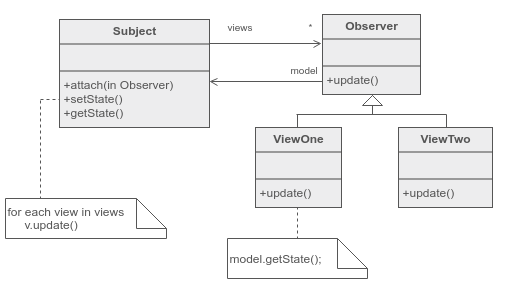 Subject
views
*
Observer
model
+attach(in Observer)
+setState()
+getState()
+update()
ViewOne
ViewTwo
+update()
+update()
for each view in views
v.update()
model.getState();